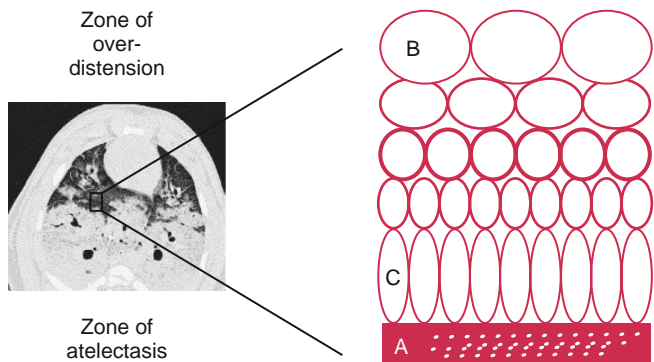 Zone of
over-
distension
Zone of
atelectasis
B
C
A